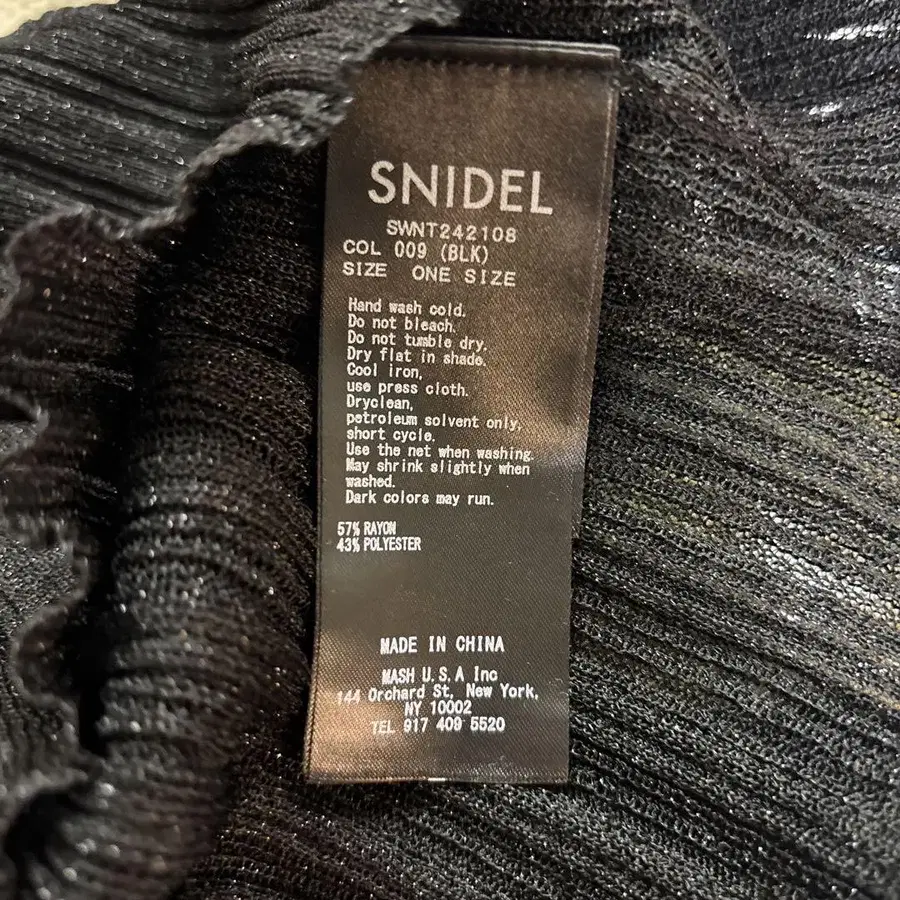 SNIDEL
SWNT242108
COL 009 (BLK)
SIZE ONE SIZE
Hand wash cold.
Do not bleach.
Do not tumble dry.
Dry flat in shade.
Cool iron,
use press cloth.
Dryclean,
petroleum solvent only,
short cycle.
Use the net when washing.
May shrink slightly when
washed.
Dark colors may run.
57% RAYON
43% POLYESTER
MADE IN CHINA
MASH U.S.A Inc
144 Orchard St, New York,
NY 10002
TEL 917 409 5520